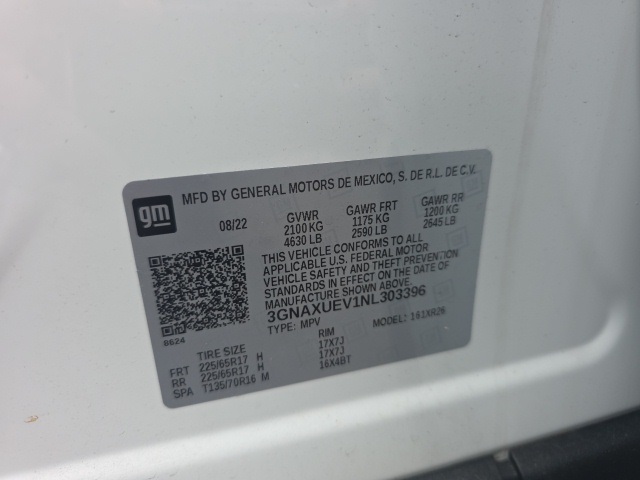 MFD BY GENERAL MOTORS DE MEXICO, S. DE R.L. DE C.V.
gm
08/22 GVWR GAWR FRT GAWR RR
2100 KG 1175 KG 1200 KG
4630 LB 2590 LB 2645 LB
THIS VEHICLE CONFORMS TO ALL
APPLICABLE U.S. FEDERAL MOTOR
VEHICLE SAFETY AND THEFT PREVENTION
STANDARDS IN EFFECT ON THE DATE OF
MANUFACTURE SHOWN ABOVE.
3GNAXUEV1NL303396
TYPE: MPV MODEL: 161XR26
8624
TIRE SIZE RIM
FRT 225/65R17 H 17X7J
RR 225/65R17 H 17X7J
SPA T135/70R16 M 16X4BT